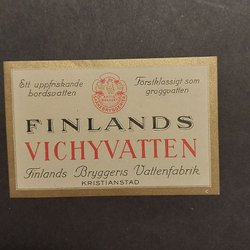 Ett uppfriskande
bordsvatten
Förstklassigt som
groggvatten
FINLANDS
VICHYVATTEN
Finlands Bryggeris Vattenfabrik
KRISTIANSTAD